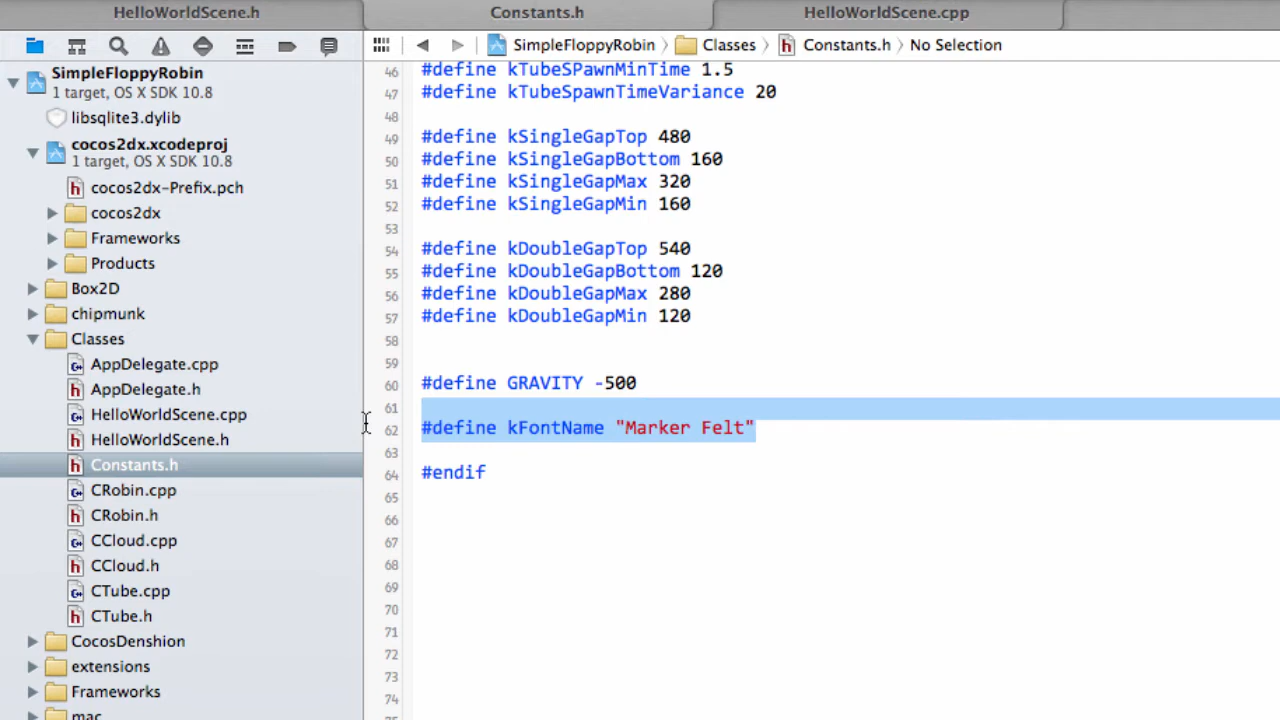 HelloWorldScene.h
Constants.h
HelloWorldScene.cpp
SimpleFloppyRobin
Classes
Constants.h
No Selection
SimpleFloppyRobin
1 target, OS X SDK 10.8
libsqlite3.dylib
cocos2dx.xcodeproj
1 target, OS X SDK 10.8
cocos2dx-Prefix.pch
cocos2dx
Frameworks
Products
Box2D
chipmunk
Classes
AppDelegate.cpp
AppDelegate.h
HelloWorldScene.cpp
HelloWorldScene.h
Constants.h
CRobin.cpp
CRobin.h
CCloud.cpp
CCloud.h
CTube.cpp
CTube.h
CocosDenshion
extensions
Frameworks
mac
46 #define kTubeSPawnMinTime 1.5
47 #define kTubeSpawnTimeVariance 20
48
49 #define kSingleGapTop 480
50 #define kSingleGapBottom 160
51 #define kSingleGapMax 320
52 #define kSingleGapMin 160
53
54 #define kDoubleGapTop 540
55 #define kDoubleGapBottom 120
56 #define kDoubleGapMax 280
57 #define kDoubleGapMin 120
58
59
60 #define GRAVITY -500
61
62 #define kFontName "Marker Felt"
63
64 #endif
65
66
67
68
69
70
71
72
73
74